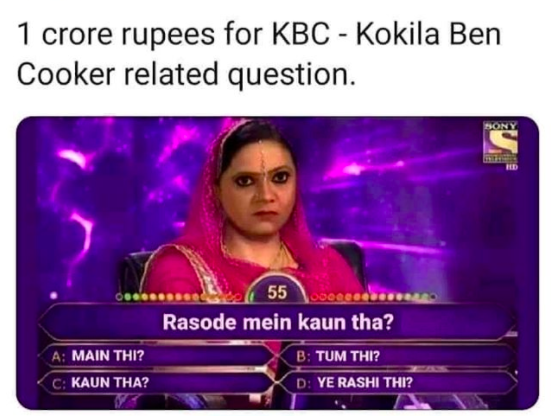 1 crore rupees for KBC - Kokila Ben
Cooker related question.
SONY
HD
55
Rasode mein kaun tha?
A: MAIN THI?
B: TUM THI?
C: KAUN THA?
D: YE RASHI THI?